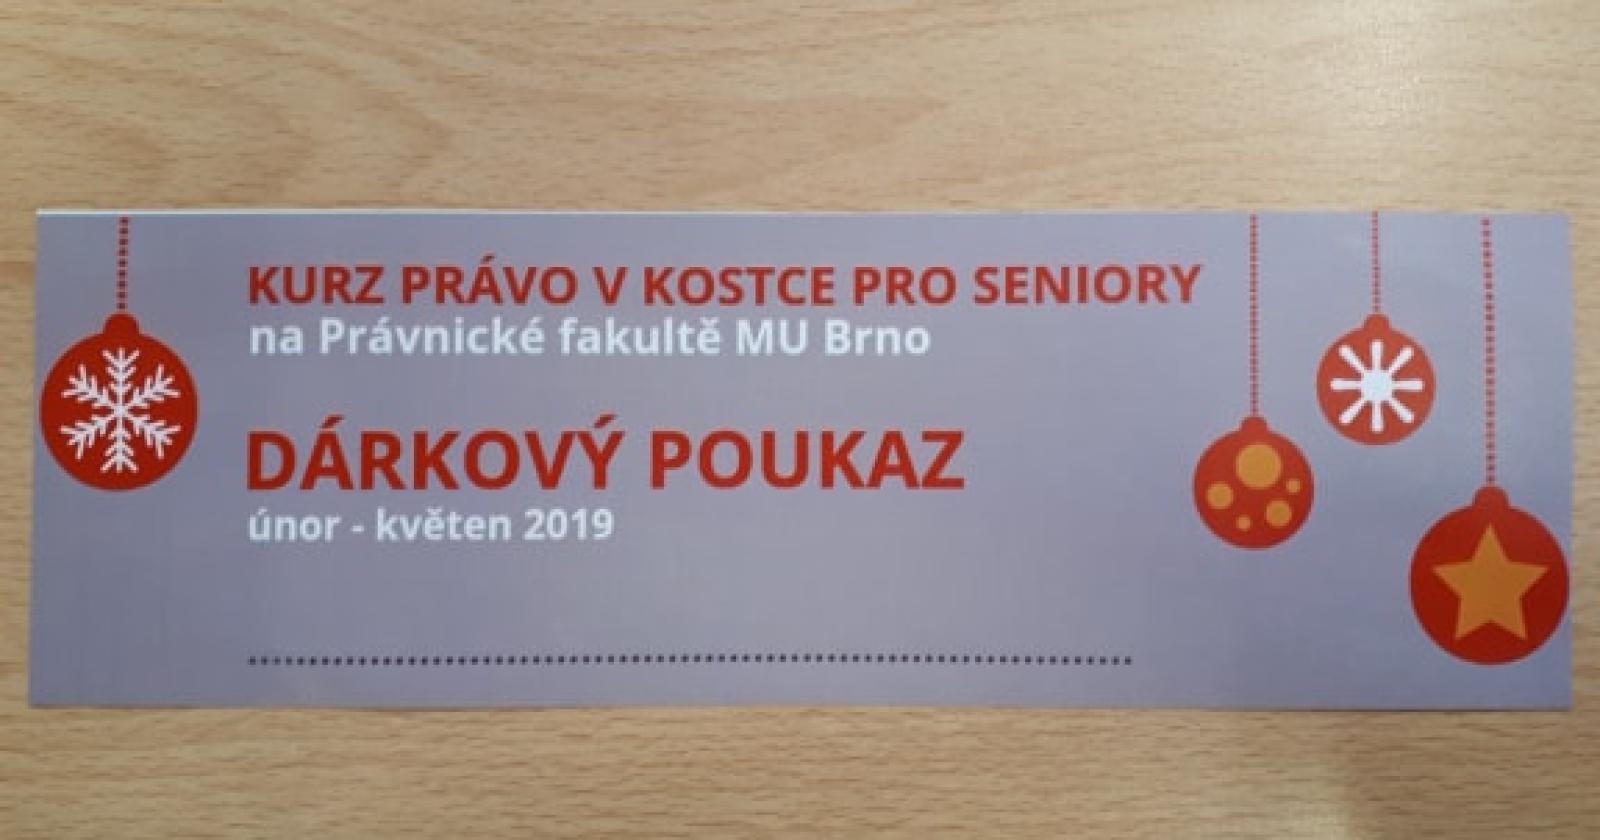 KURZ PRÁVO V KOSTCE PRO SENIORY
na Právnické fakultě MU Brno
DÁRKOVÝ POUKAZ
únor - květen 2019